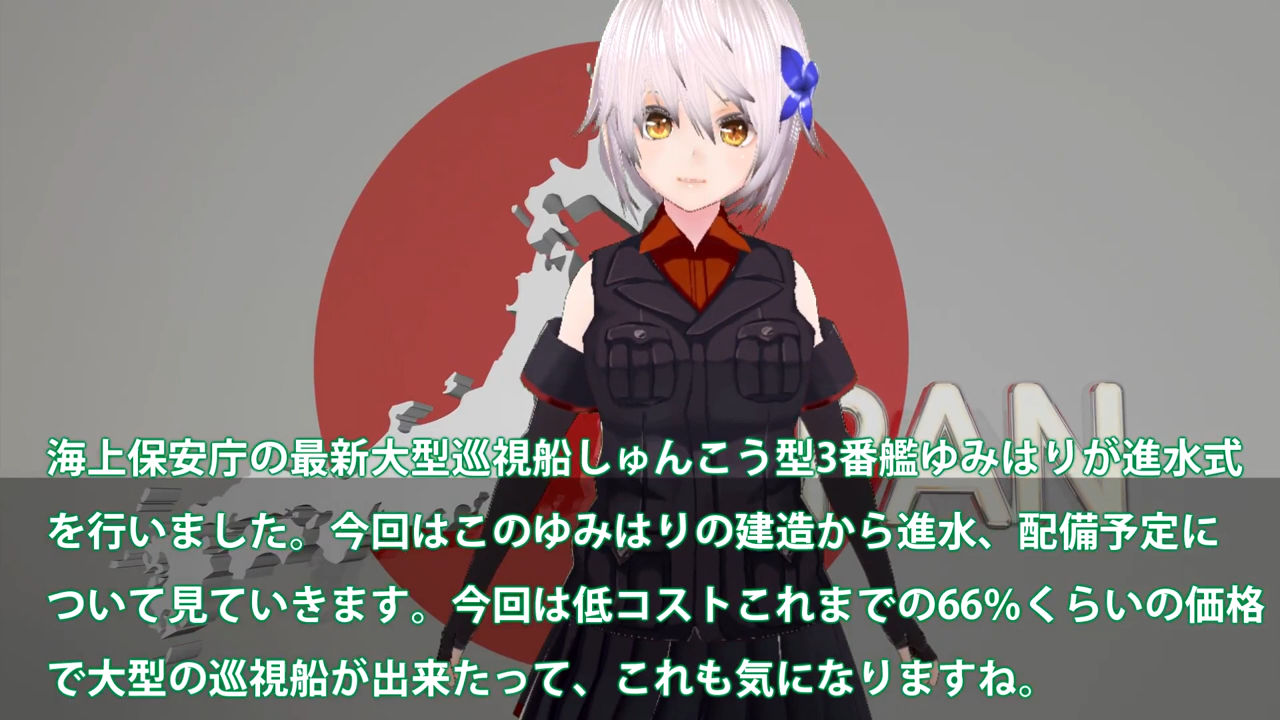 PAN
海上保安庁の最新大型巡視船しゅんこう型3番艦ゆみはりが進水式
を行いました。今回はこのゆみはりの建造から進水、配備予定に
ついて見ていきます。今回は低コストこれまでの66%くらいの価格
で大型の巡視船が出来たって、これも気になりますね。